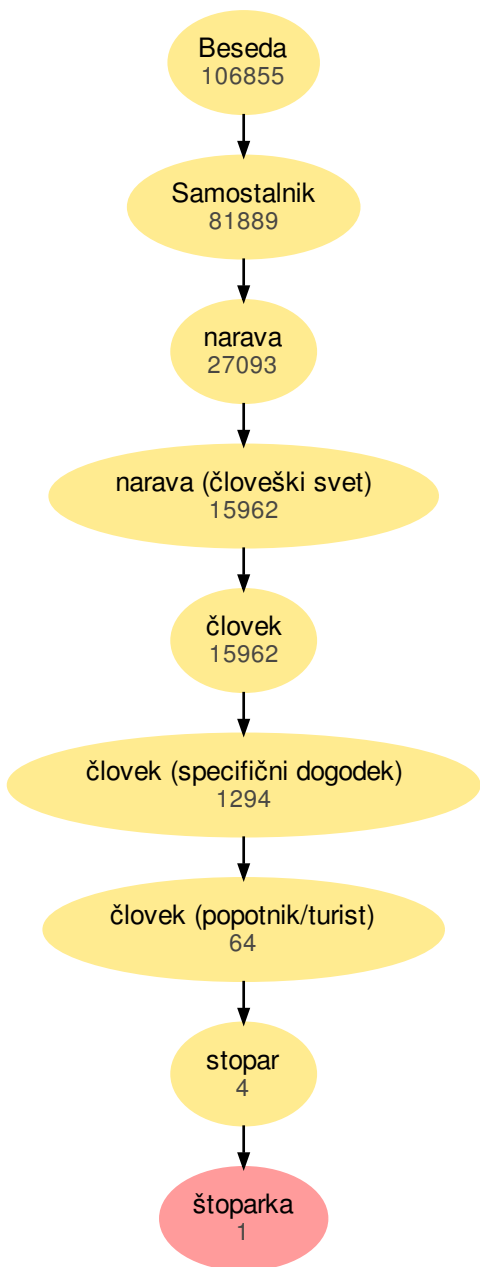 Beseda
106855
Samostalnik
81889
narava
27093
narava (človeški svet)
15962
človek
15962
človek (specifični dogodek)
1294
človek (popotnik/turist)
64
stopar
4
štoparka
1